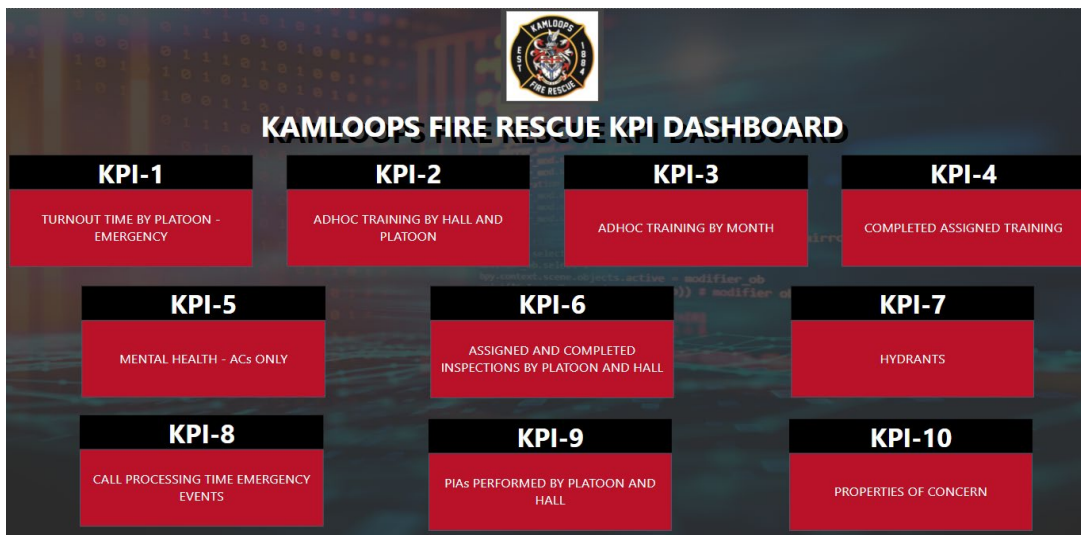 KAMLOOPS
EST
1884
FIRE RESCUE
KAMLOOPS FIRE RESCUE KPI DASHBOARD
KPI-1
TURNOUT TIME BY PLATOON -
EMERGENCY
KPI-2
ADHOC TRAINING BY HALL AND
PLATOON
KPI-3
ADHOC TRAINING BY MONTH
KPI-4
COMPLETED ASSIGNED TRAINING
KPI-5
MENTAL HEALTH - ACs ONLY
KPI-6
ASSIGNED AND COMPLETED
INSPECTIONS BY PLATOON AND HALL
KPI-7
HYDRANTS
KPI-8
CALL PROCESSING TIME EMERGENCY
EVENTS
KPI-9
PIAs PERFORMED BY PLATOON AND
HALL
KPI-10
PROPERTIES OF CONCERN